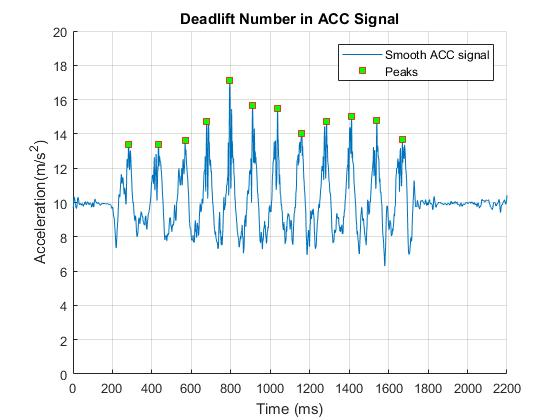 Deadlift Number in ACC Signal
Smooth ACC signal
Peaks
Acceleration(m/s²)
20
18
16
14
12
10
8
6
4
2
0
0 200 400 600 800 1000 1200 1400 1600 1800 2000 2200
Time (ms)